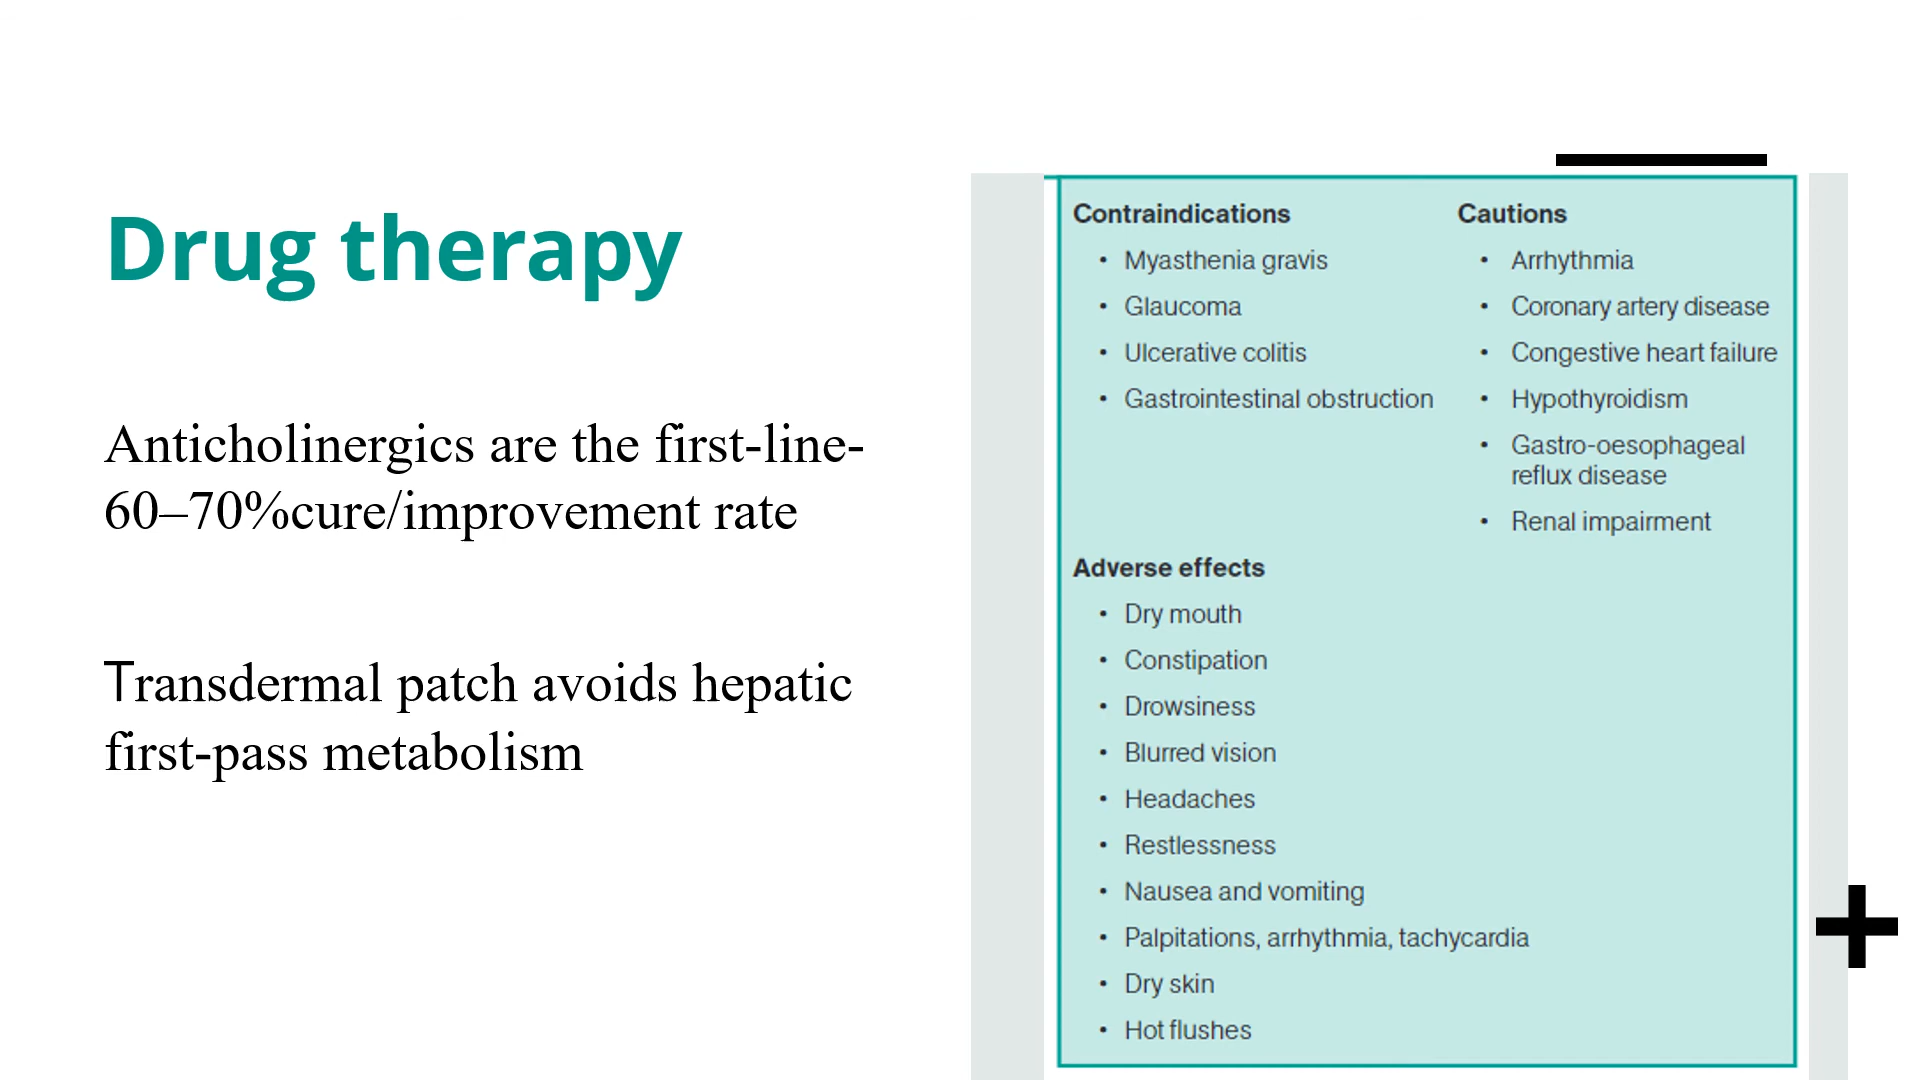 Drug therapy
Anticholinergics are the first-line-
60–70%cure/improvement rate
Transdermal patch avoids hepatic
first-pass metabolism
Contraindications
• Myasthenia gravis
• Glaucoma
• Ulcerative colitis
• Gastrointestinal obstruction
Cautions
• Arrhythmia
• Coronary artery disease
• Congestive heart failure
• Hypothyroidism
• Gastro-oesophageal
reflux disease
• Renal impairment
Adverse effects
• Dry mouth
• Constipation
• Drowsiness
• Blurred vision
• Headaches
• Restlessness
• Nausea and vomiting
• Palpitations, arrhythmia, tachycardia
• Dry skin
• Hot flushes